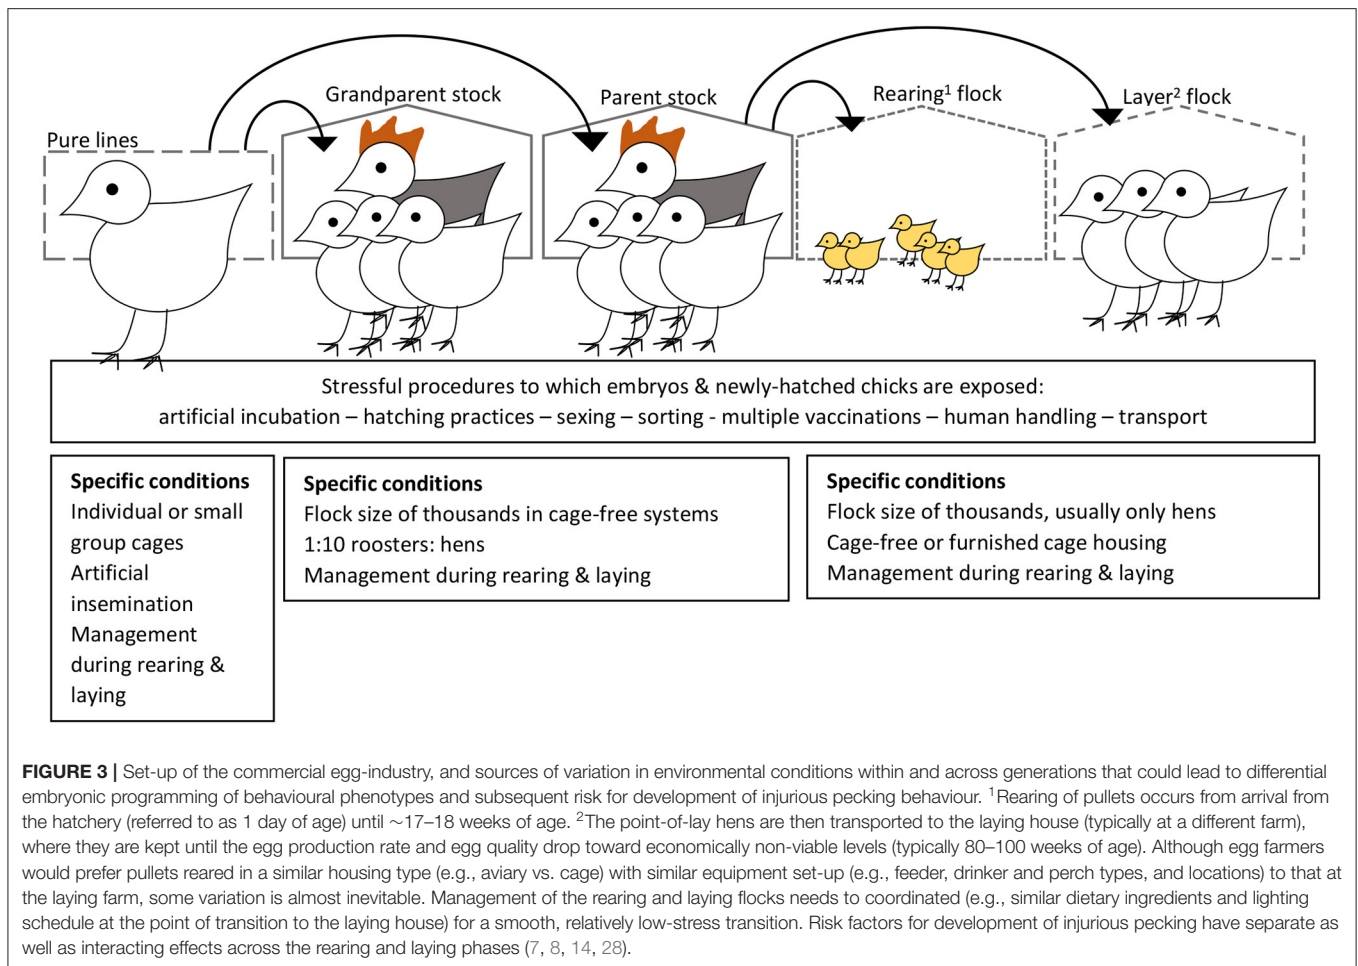 Pure lines
Grandparent stock
Parent stock
Rearing¹ flock
Layer² flock
Stressful procedures to which embryos & newly-hatched chicks are exposed:
artificial incubation – hatching practices – sexing – sorting - multiple vaccinations – human handling – transport
Specific conditions
Individual or small
group cages
Artificial
insemination
Management
during rearing &
laying
Specific conditions
Flock size of thousands in cage-free systems
1:10 roosters: hens
Management during rearing & laying
Specific conditions
Flock size of thousands, usually only hens
Cage-free or furnished cage housing
Management during rearing & laying
FIGURE 3 | Set-up of the commercial egg-industry, and sources of variation in environmental conditions within and across generations that could lead to differential
embryonic programming of behavioural phenotypes and subsequent risk for development of injurious pecking behaviour. ¹Rearing of pullets occurs from arrival from
the hatchery (referred to as 1 day of age) until ∼17–18 weeks of age. ²The point-of-lay hens are then transported to the laying house (typically at a different farm),
where they are kept until the egg production rate and egg quality drop toward economically non-viable levels (typically 80–100 weeks of age). Although egg farmers
would prefer pullets reared in a similar housing type (e.g., aviary vs. cage) with similar equipment set-up (e.g., feeder, drinker and perch types, and locations) to that at
the laying farm, some variation is almost inevitable. Management of the rearing and laying flocks needs to coordinated (e.g., similar dietary ingredients and lighting
schedule at the point of transition to the laying house) for a smooth, relatively low-stress transition. Risk factors for development of injurious pecking have separate as
well as interacting effects across the rearing and laying phases (7, 8, 14, 28).